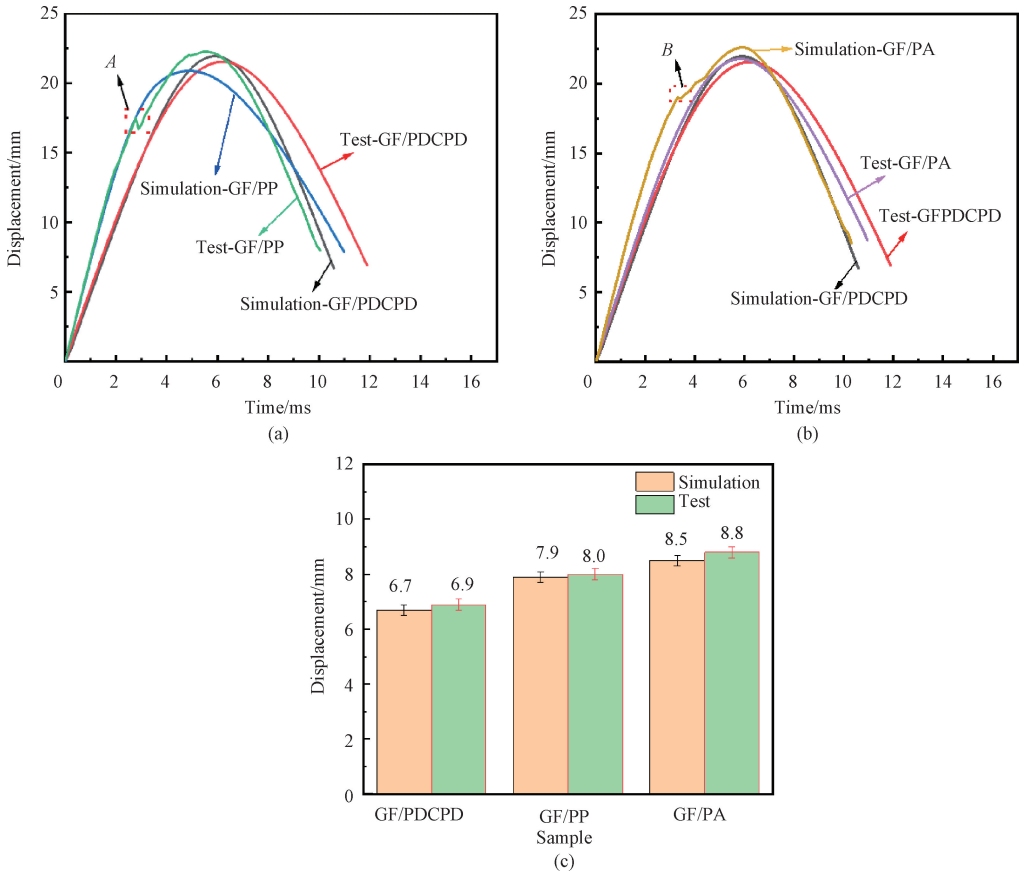 25
20
15
10
5
0
2
4
6
8
10
12
14
16
Displacement/mm
Time/ms
A
Test-GF/PDCPD
Simulation-GF/PP
Test-GF/PP
Simulation-GF/PDCPD
(a)
25
20
15
10
5
0
2
4
6
8
10
12
14
16
Displacement/mm
Time/ms
B
Simulation-GF/PA
Test-GF/PA
Test-GFPDCPD
Simulation-GF/PDCPD
(b)
12
10
8
6
4
2
0
Displacement/mm
Simulation
Test
6.7
6.9
7.9
8.0
8.5
8.8
GF/PDCPD
GF/PP
GF/PA
Sample
(c)